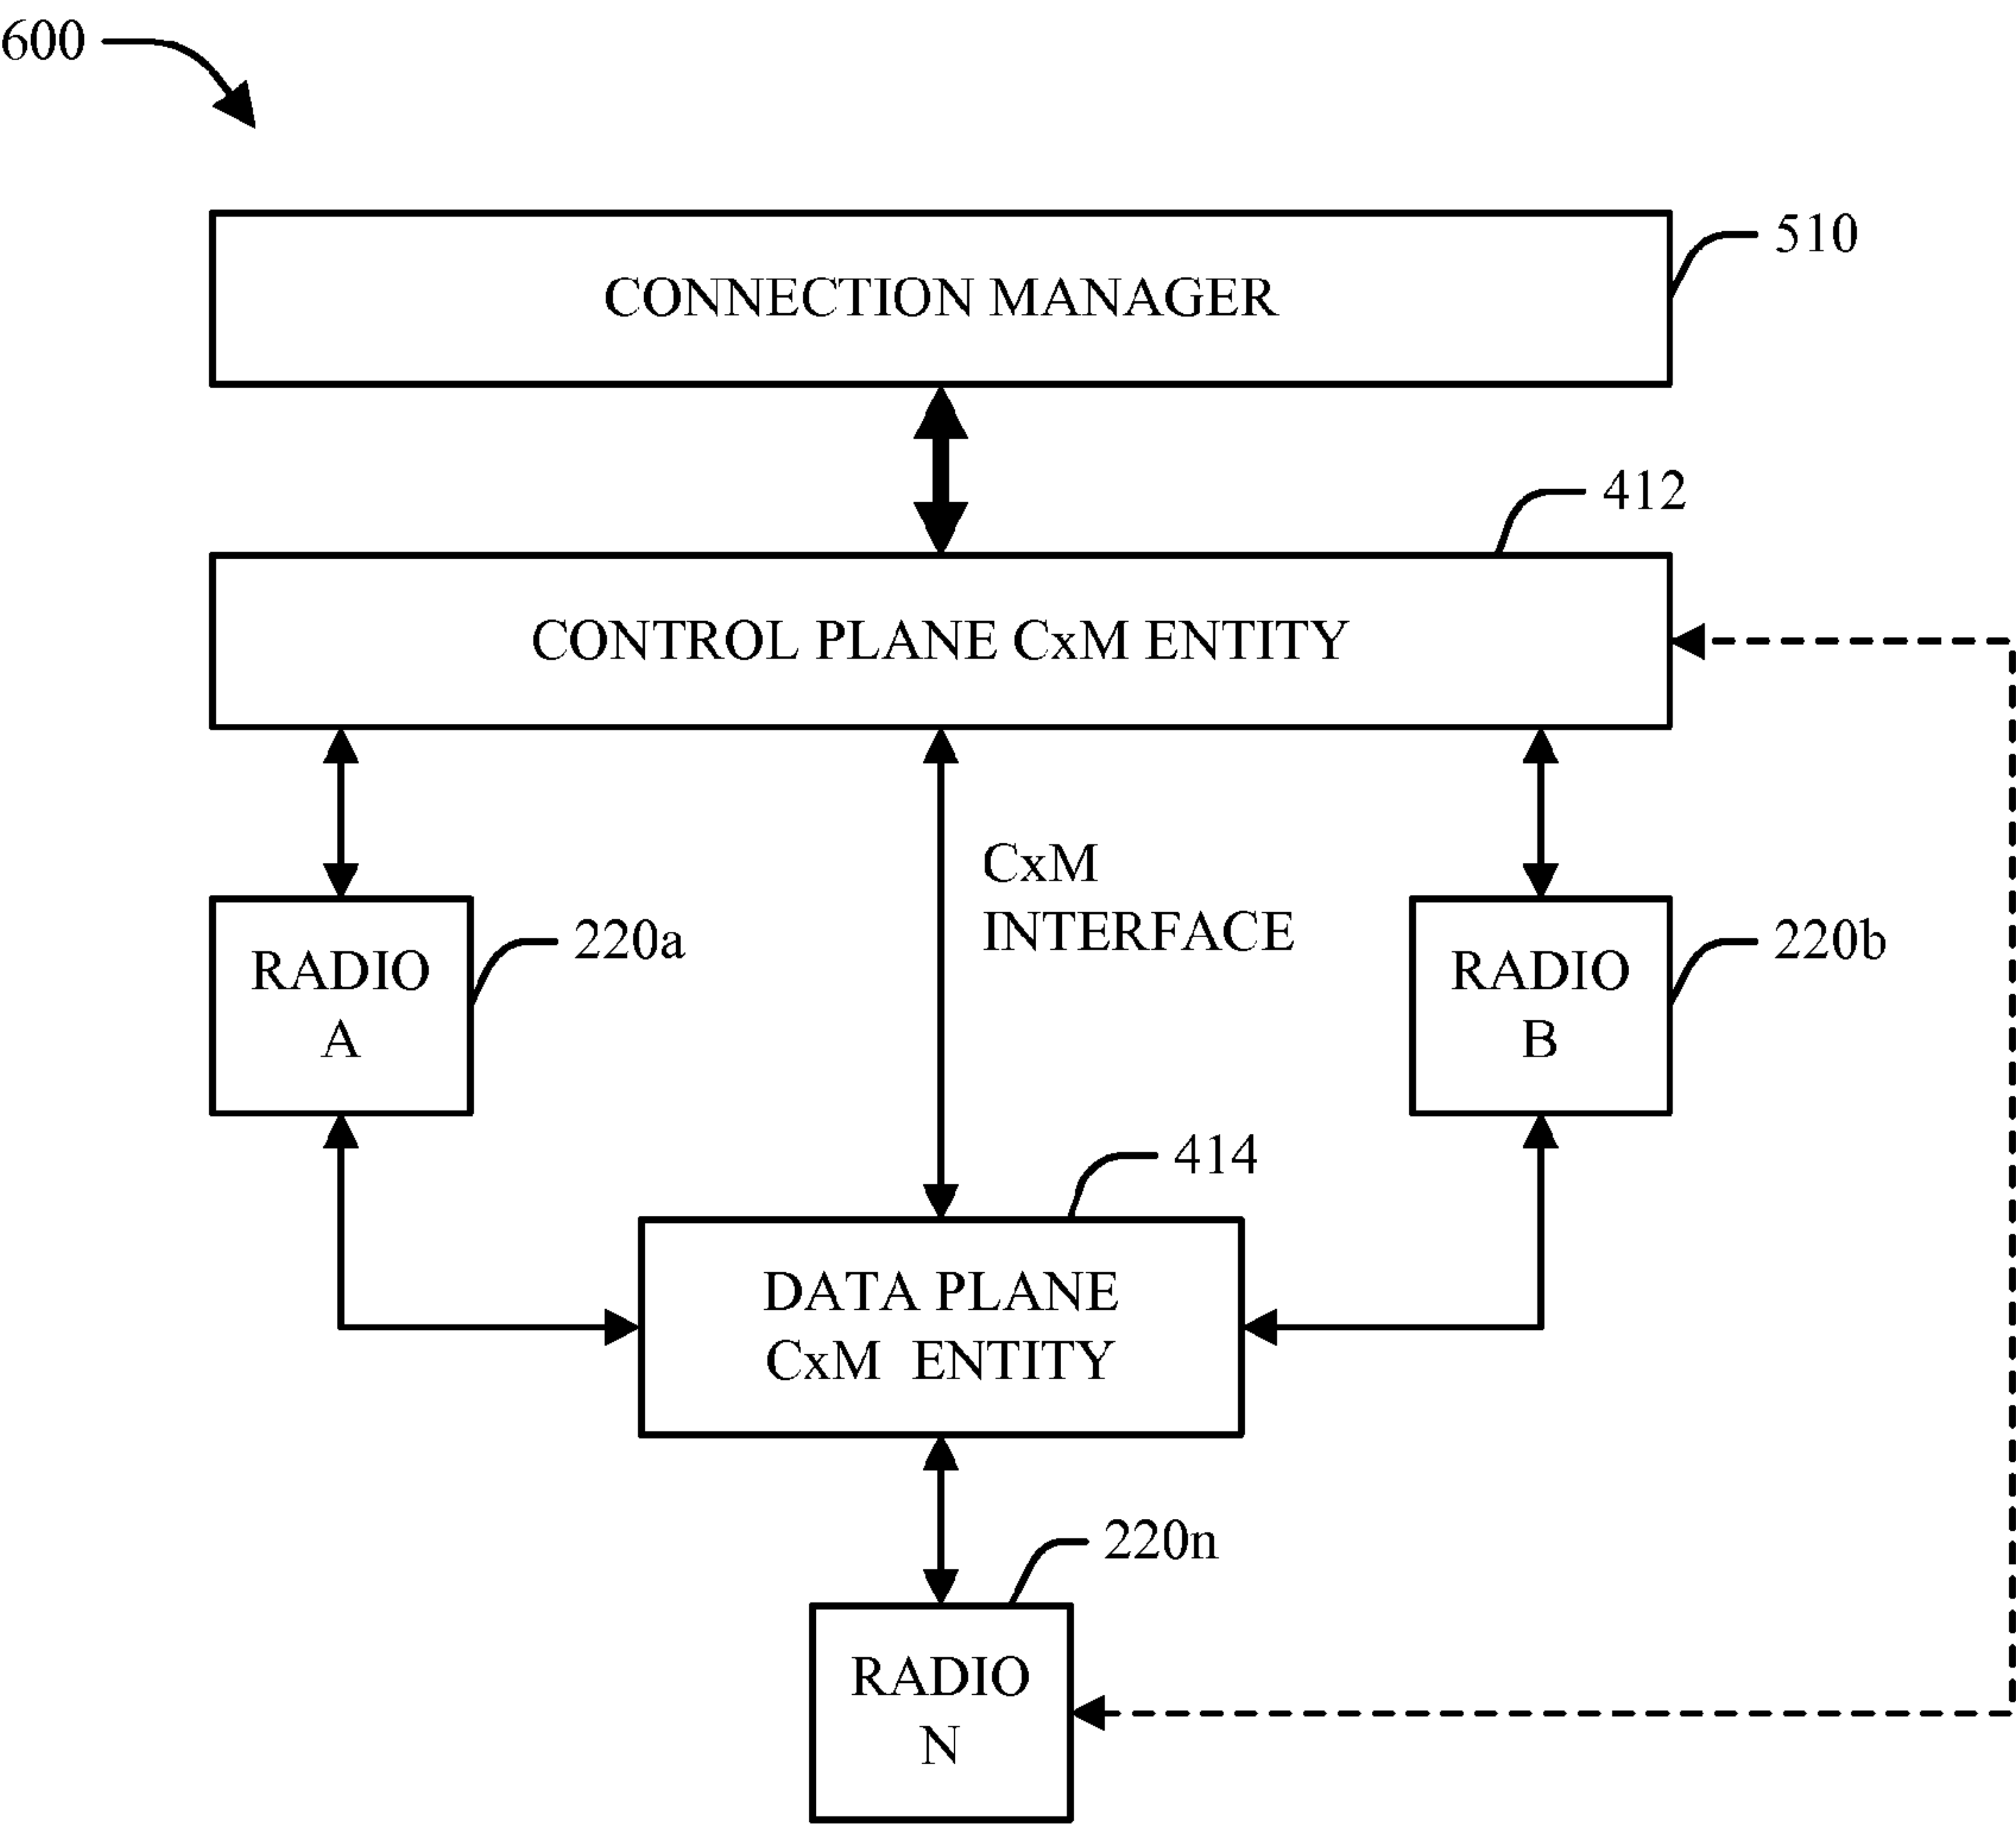 600
510
CONNECTION MANAGER
412
CONTROL PLANE CxM ENTITY
CxM
INTERFACE
RADIO
A
220a
RADIO
B
220b
414
DATA PLANE
CxM ENTITY
220n
RADIO
N